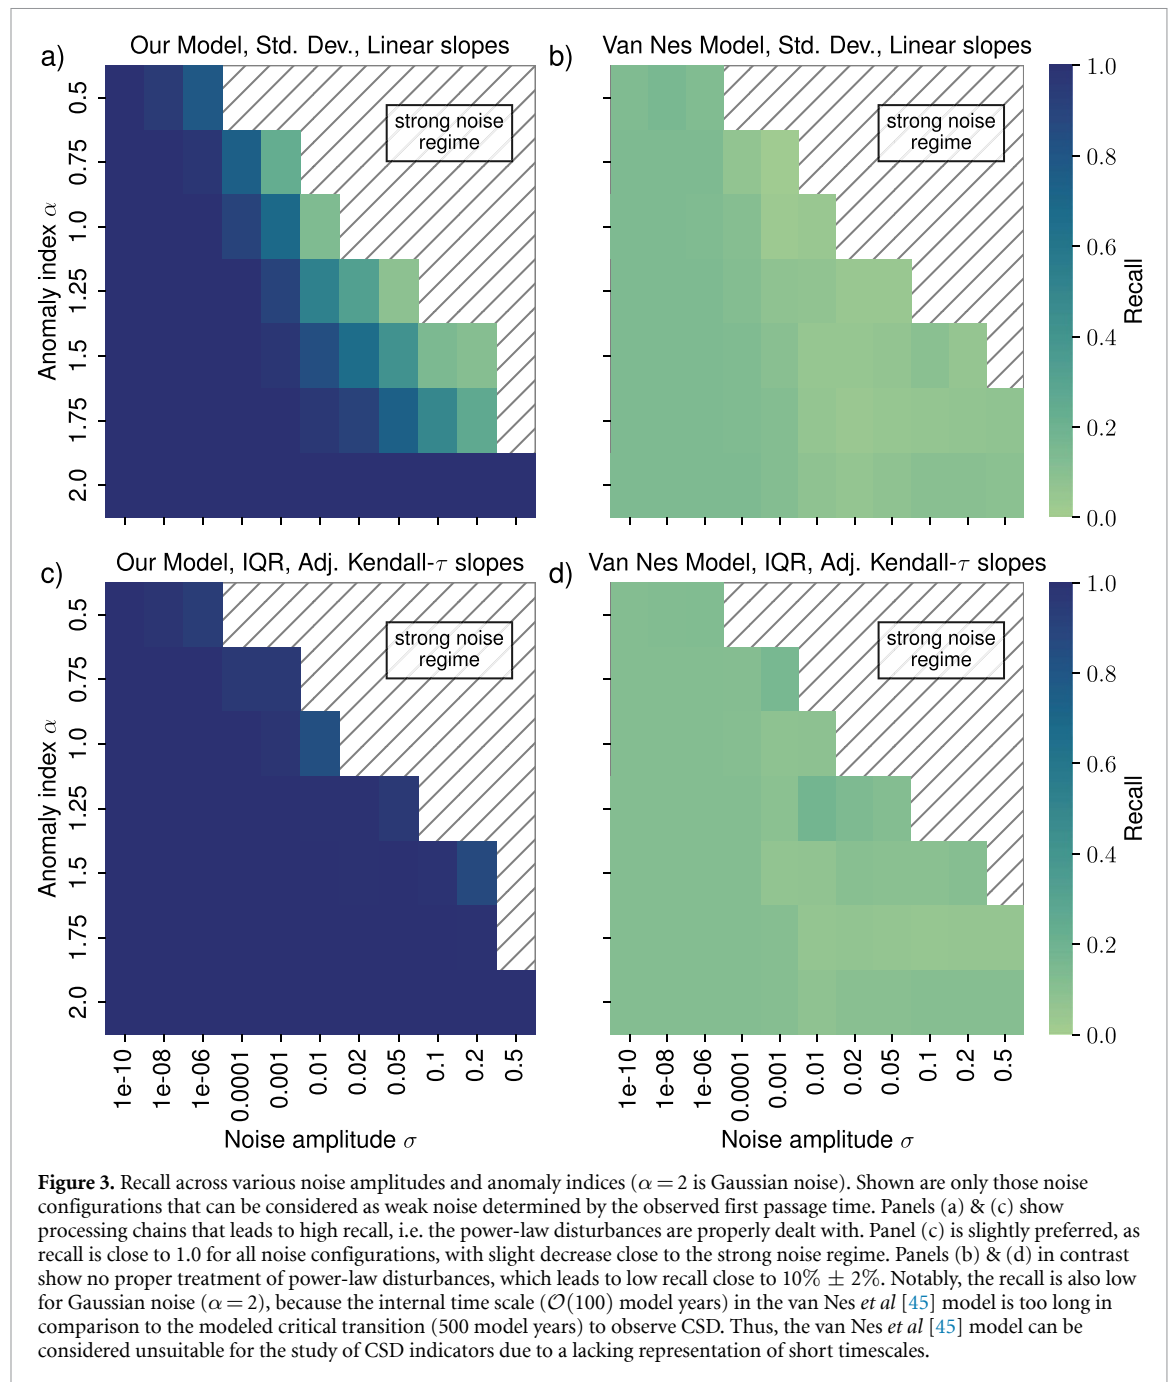 a) Our Model, Std. Dev., Linear slopes
b) Van Nes Model, Std. Dev., Linear slopes
strong noise
regime
strong noise
regime
Anomaly index α
0.5
0.75
1.0
1.25
1.5
1.75
2.0
1.0
0.8
0.6
0.4
0.2
0.0
Recall
c) Our Model, IQR, Adj. Kendall-τ slopes
d) Van Nes Model, IQR, Adj. Kendall-τ slopes
strong noise
regime
strong noise
regime
Anomaly index α
0.5
0.75
1.0
1.25
1.5
1.75
2.0
1.0
0.8
0.6
0.4
0.2
0.0
Recall
1e-10 1e-08 1e-06 0.0001 0.001 0.01 0.02 0.05 0.1 0.2 0.5
Noise amplitude σ
1e-10 1e-08 1e-06 0.0001 0.001 0.01 0.02 0.05 0.1 0.2 0.5
Noise amplitude σ
Figure 3. Recall across various noise amplitudes and anomaly indices (α = 2 is Gaussian noise). Shown are only those noise
configurations that can be considered as weak noise determined by the observed first passage time. Panels (a) & (c) show
processing chains that leads to high recall, i.e. the power-law disturbances are properly dealt with. Panel (c) is slightly preferred, as
recall is close to 1.0 for all noise configurations, with slight decrease close to the strong noise regime. Panels (b) & (d) in contrast
show no proper treatment of power-law disturbances, which leads to low recall close to 10% ± 2%. Notably, the recall is also low
for Gaussian noise (α = 2), because the internal time scale (𝒪(100) model years) in the van Nes et al [45] model is too long in
comparison to the modeled critical transition (500 model years) to observe CSD. Thus, the van Nes et al [45] model can be
considered unsuitable for the study of CSD indicators due to a lacking representation of short timescales.